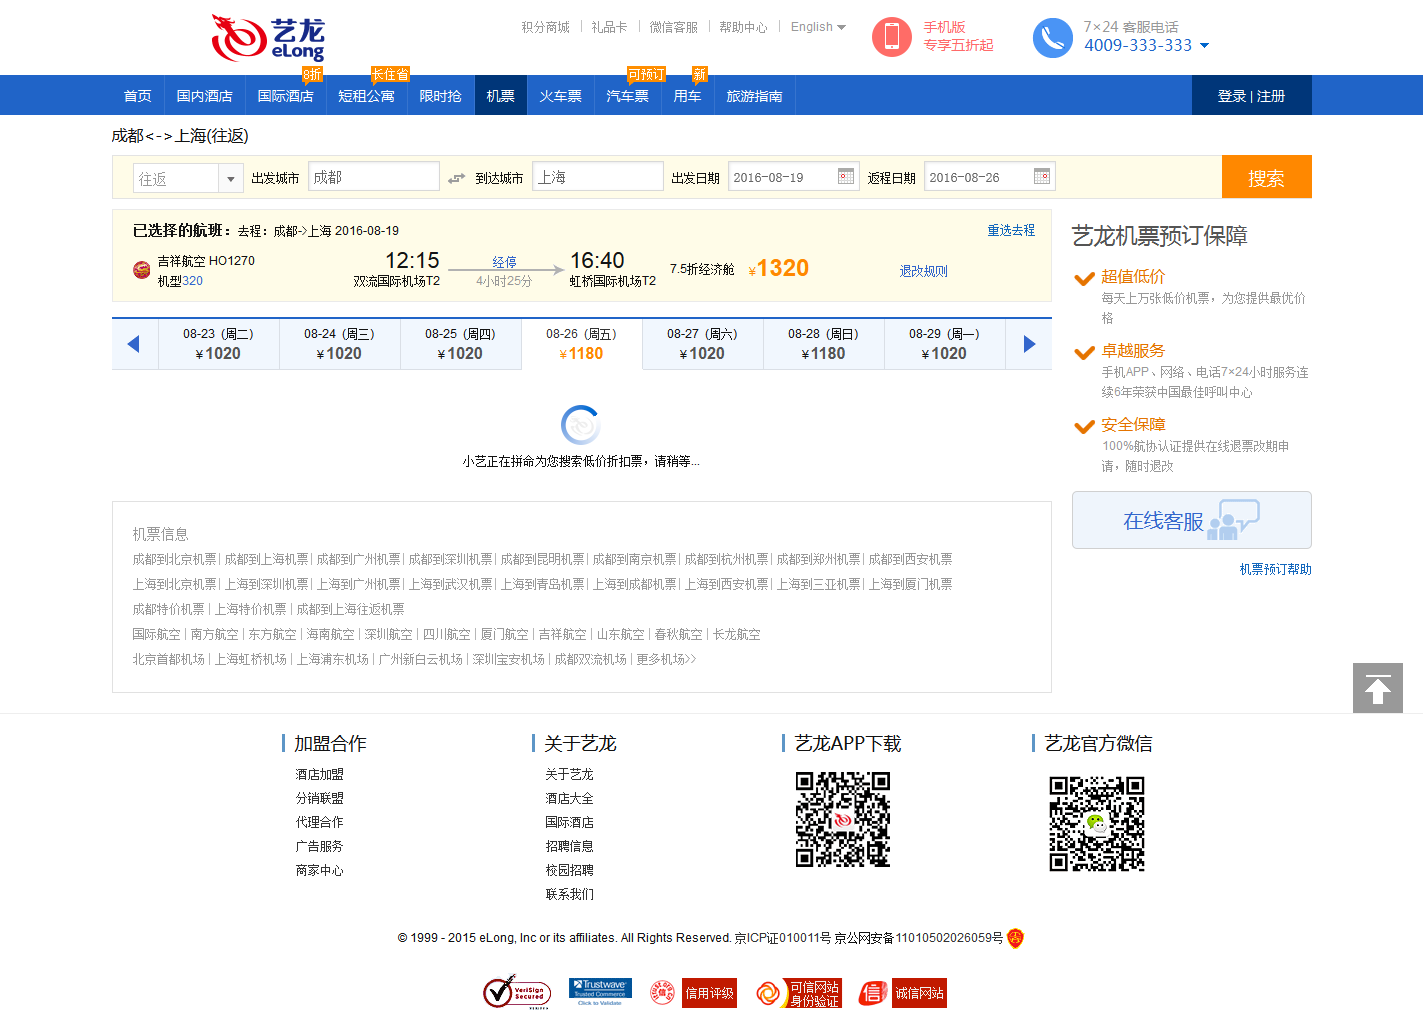 艺龙
eLong
积分商城 礼品卡 微信客服 帮助中心 English
手机版
专享五折起
7×24 客服电话
4009-333-333
8折 长住省 可预订 新
首页 国内酒店 国际酒店 短租公寓 限时抢 机票 火车票 汽车票 用车 旅游指南 登录 | 注册
成都<->上海(往返)
往返 出发城市 成都 到达城市 上海 出发日期 2016-08-19 返程日期 2016-08-26 搜索
已选择的航班：去程：成都->上海 2016-08-19 重选去程
吉祥航空 HO1270
机型320
12:15
双流国际机场T2
经停
4小时25分
16:40
虹桥国际机场T2
7.5折经济舱 ¥1320 退改规则
08-23 (周二) 08-24 (周三) 08-25 (周四) 08-26 (周五) 08-27 (周六) 08-28 (周日) 08-29 (周一)
¥1020 ¥1020 ¥1020 ¥1180 ¥1020 ¥1180 ¥1020
小艺正在拼命为您搜索低价折扣票，请稍等...
艺龙机票预订保障
超值低价
每天上万张低价机票，为您提供最优价
格
卓越服务
手机APP、网络、电话7×24小时服务连
续6年荣获中国最佳呼叫中心
安全保障
100%航协认证提供在线退票改期申
请，随时退改
在线客服
机票预订帮助
机票信息
成都到北京机票 | 成都到上海机票 | 成都到广州机票 | 成都到深圳机票 | 成都到昆明机票 | 成都到南京机票 | 成都到杭州机票 | 成都到郑州机票 | 成都到西安机票
上海到北京机票 | 上海到深圳机票 | 上海到广州机票 | 上海到武汉机票 | 上海到青岛机票 | 上海到成都机票 | 上海到西安机票 | 上海到三亚机票 | 上海到厦门机票
成都特价机票 | 上海特价机票 | 成都到上海往返机票
国际航空 | 南方航空 | 东方航空 | 海南航空 | 深圳航空 | 四川航空 | 厦门航空 | 吉祥航空 | 山东航空 | 春秋航空 | 长龙航空
北京首都机场 | 上海虹桥机场 | 上海浦东机场 | 广州新白云机场 | 深圳宝安机场 | 成都双流机场 | 更多机场>>
加盟合作
酒店加盟
分销联盟
代理合作
广告服务
商家中心
关于艺龙
关于艺龙
酒店大全
国际酒店
招聘信息
校园招聘
联系我们
艺龙APP下载
艺龙官方微信
© 1999 - 2015 eLong, Inc or its affiliates. All Rights Reserved. 京ICP证010011号 京公网安备11010502026059号
VeriSign
Secured
VERIFY
Trustwave
Trusted Commerce
Click to Validate
信用评级
可信网站
身份验证
诚信网站